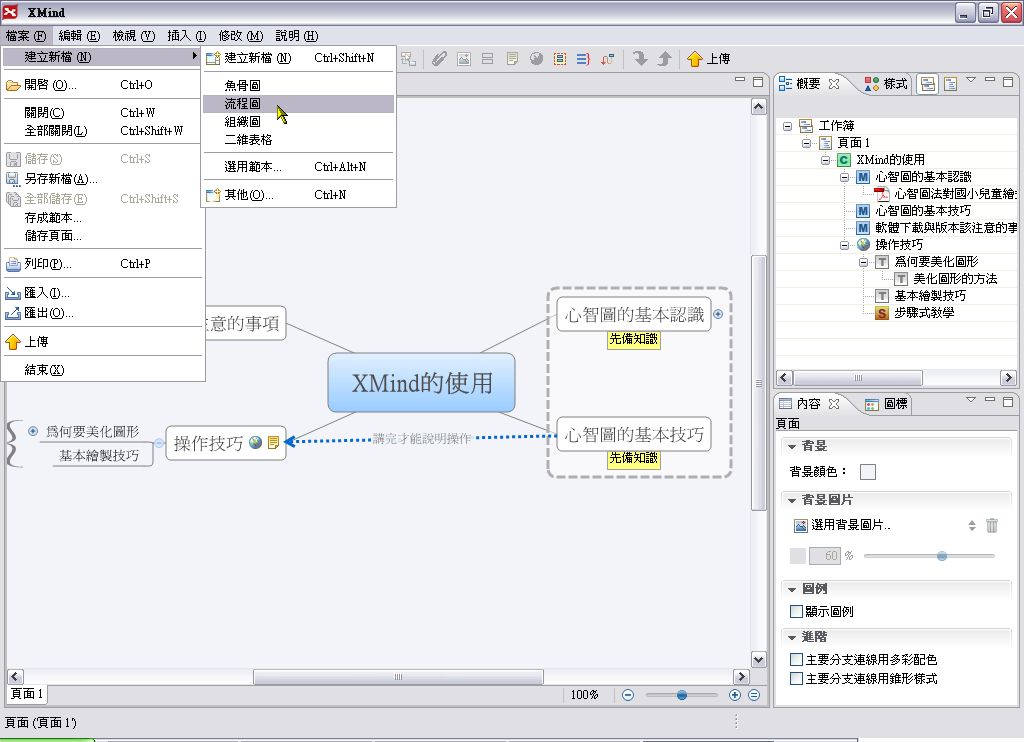 XMind
檔案 (F) 編輯 (E) 檢視 (V) 插入 (I) 修改 (M) 說明 (H)
上傳
建立新檔 (N)
開啓 (O)... Ctrl+O
關閉(C) Ctrl+W
全部關閉(L) Ctrl+Shift+W
儲存(S) Ctrl+S
另存新檔(A)...
全部儲存(E) Ctrl+Shift+S
存成範本...
儲存頁面...
列印(P)... Ctrl+P
匯入(I)...
匯出(O)...
上傳
結束(X)
建立新檔 (N) Ctrl+Shift+N
魚骨圖
流程圖
組織圖
二維表格
選用範本... Ctrl+Alt+N
其他(O)... Ctrl+N
意的事項
XMind的使用
心智圖的基本認識
先備知識
心智圖的基本技巧
先備知識
講完才能說明操作
操作技巧
爲何要美化圖形
基本繪製技巧
頁面 1
100%
頁面 ('頁面 1')
概要
樣式
工作簿
頁面 1
C XMind的使用
M 心智圖的基本認識
心智圖法對國小兒童繪
M 心智圖的基本技巧
M 軟體下載與版本該注意的事
操作技巧
T 爲何要美化圖形
T 美化圖形的方法
T 基本繪製技巧
S 步驟式教學
內容
圖標
頁面
背景
背景顏色：
背景圖片
選用背景圖片..
60 %
圖例
顯示圖例
進階
主要分支連線用多彩配色
主要分支連線用錐形樣式